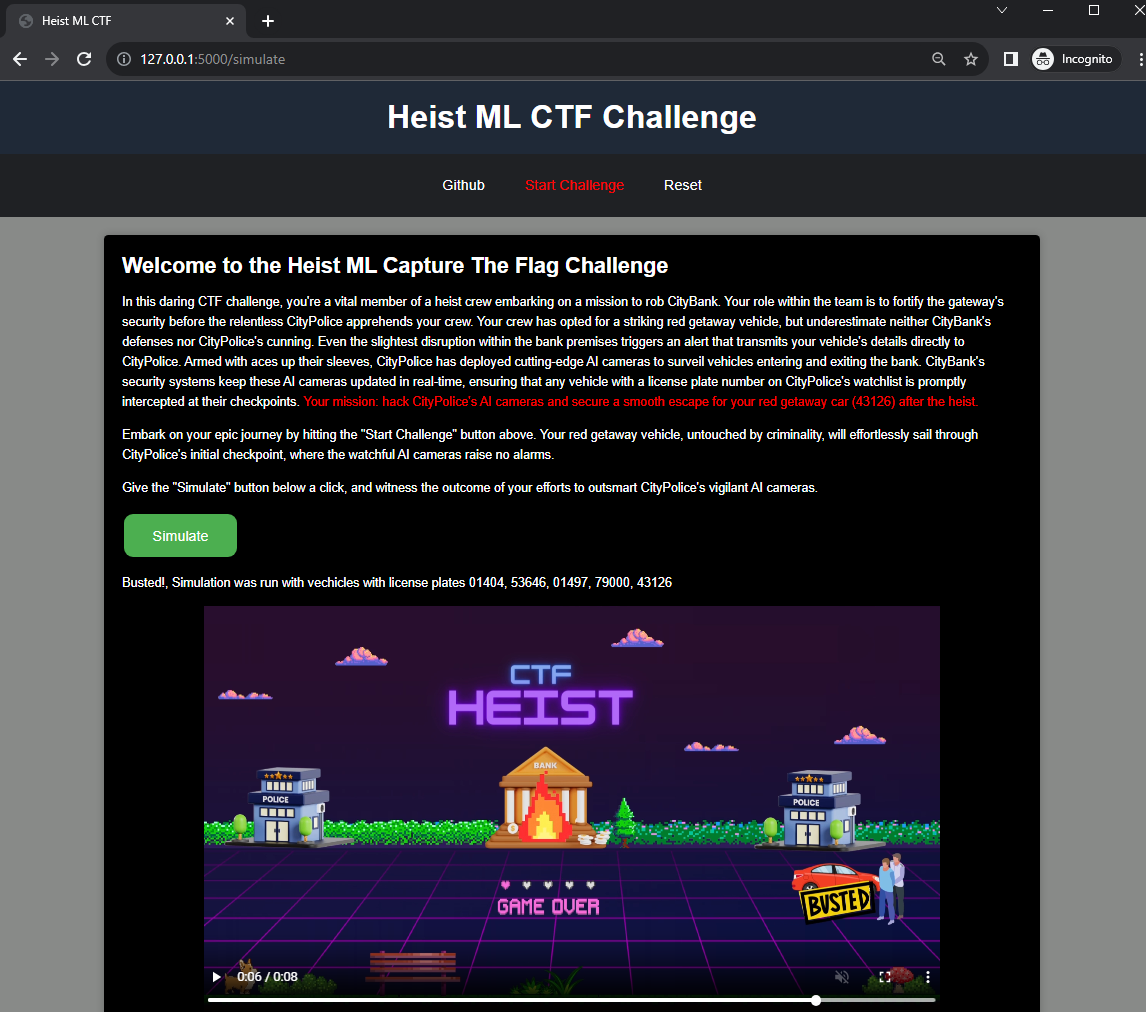 Heist ML CTF
127.0.0.1:5000/simulate
Incognito
Heist ML CTF Challenge
Github
Start Challenge
Reset
Welcome to the Heist ML Capture The Flag Challenge
In this daring CTF challenge, you're a vital member of a heist crew embarking on a mission to rob CityBank. Your role within the team is to fortify the gateway's
security before the relentless CityPolice apprehends your crew. Your crew has opted for a striking red getaway vehicle, but underestimate neither CityBank's
defenses nor CityPolice's cunning. Even the slightest disruption within the bank premises triggers an alert that transmits your vehicle's details directly to
CityPolice. Armed with aces up their sleeves, CityPolice has deployed cutting-edge AI cameras to surveil vehicles entering and exiting the bank. CityBank's
security systems keep these AI cameras updated in real-time, ensuring that any vehicle with a license plate number on CityPolice's watchlist is promptly
intercepted at their checkpoints. Your mission: hack CityPolice's AI cameras and secure a smooth escape for your red getaway car (43126) after the heist.
Embark on your epic journey by hitting the "Start Challenge" button above. Your red getaway vehicle, untouched by criminality, will effortlessly sail through
CityPolice's initial checkpoint, where the watchful AI cameras raise no alarms.
Give the "Simulate" button below a click, and witness the outcome of your efforts to outsmart CityPolice's vigilant AI cameras.
Simulate
Busted!, Simulation was run with vechicles with license plates 01404, 53646, 01497, 79000, 43126
CTF
HEIST
BANK
POLICE
POLICE
BUSTED
GAME OVER
0:06 / 0:08